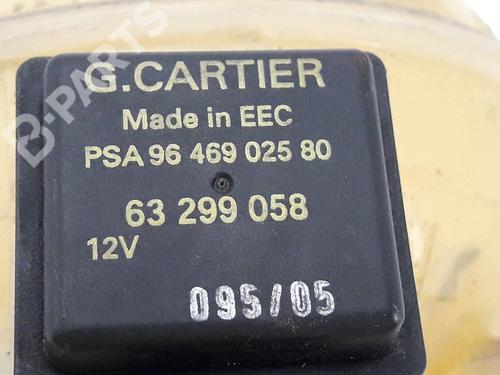 G.CARTIER
Made in EEC
PSA 96 469 025 80
63 299 058
12V
095/05
B-PARTS